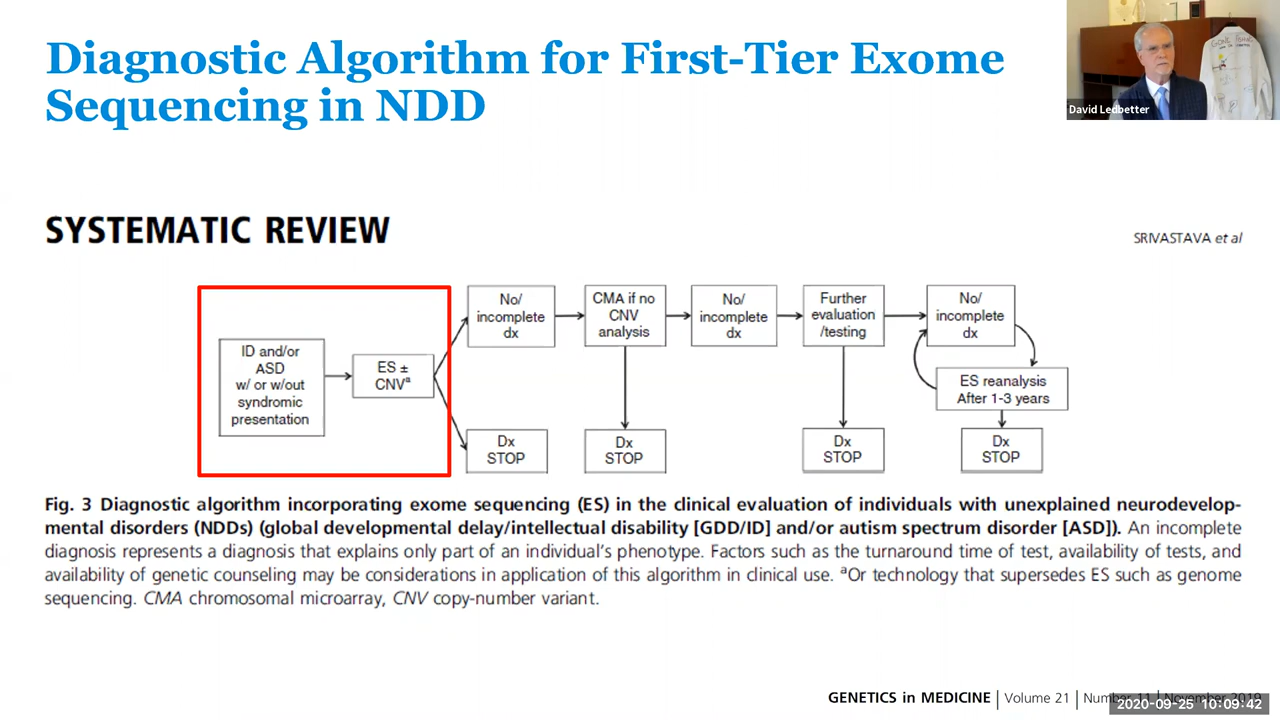 Diagnostic Algorithm for First-Tier Exome
Sequencing in NDD
David Ledbetter
SYSTEMATIC REVIEW
SRIVASTAVA et al
ID and/or
ASD
w/ or w/out
syndromic
presentation
ES ±
CNVᵃ
No/
incomplete
dx
Dx
STOP
CMA if no
CNV
analysis
Dx
STOP
No/
incomplete
dx
Further
evaluation
/testing
Dx
STOP
No/
incomplete
dx
ES reanalysis
After 1-3 years
Dx
STOP
Fig. 3 Diagnostic algorithm incorporating exome sequencing (ES) in the clinical evaluation of individuals with unexplained neurodevelop-
mental disorders (NDDs) (global developmental delay/intellectual disability [GDD/ID] and/or autism spectrum disorder [ASD]). An incomplete
diagnosis represents a diagnosis that explains only part of an individual's phenotype. Factors such as the turnaround time of test, availability of tests, and
availability of genetic counseling may be considerations in application of this algorithm in clinical use. ᵃOr technology that supersedes ES such as genome
sequencing. CMA chromosomal microarray, CNV copy-number variant.
GENETICS in MEDICINE | Volume 21 | Number 11 | November 2019
2020-09-25 10:09:42